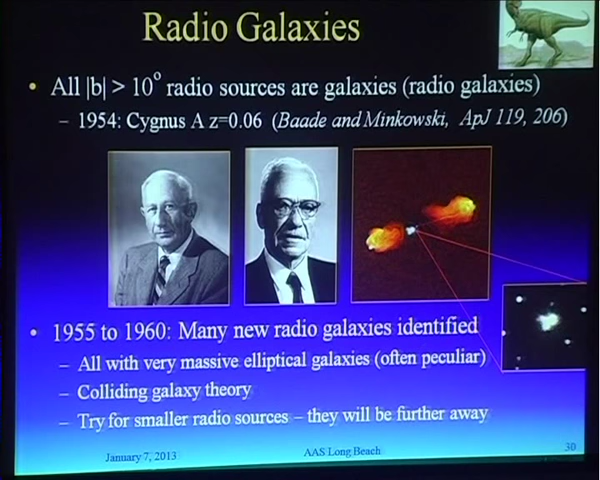 Radio Galaxies
• All |b| > 10° radio sources are galaxies (radio galaxies)
– 1954: Cygnus A z=0.06 (Baade and Minkowski, ApJ 119, 206)
• 1955 to 1960: Many new radio galaxies identified
– All with very massive elliptical galaxies (often peculiar)
– Colliding galaxy theory
– Try for smaller radio sources – they will be further away
January 7, 2013
AAS Long Beach
30